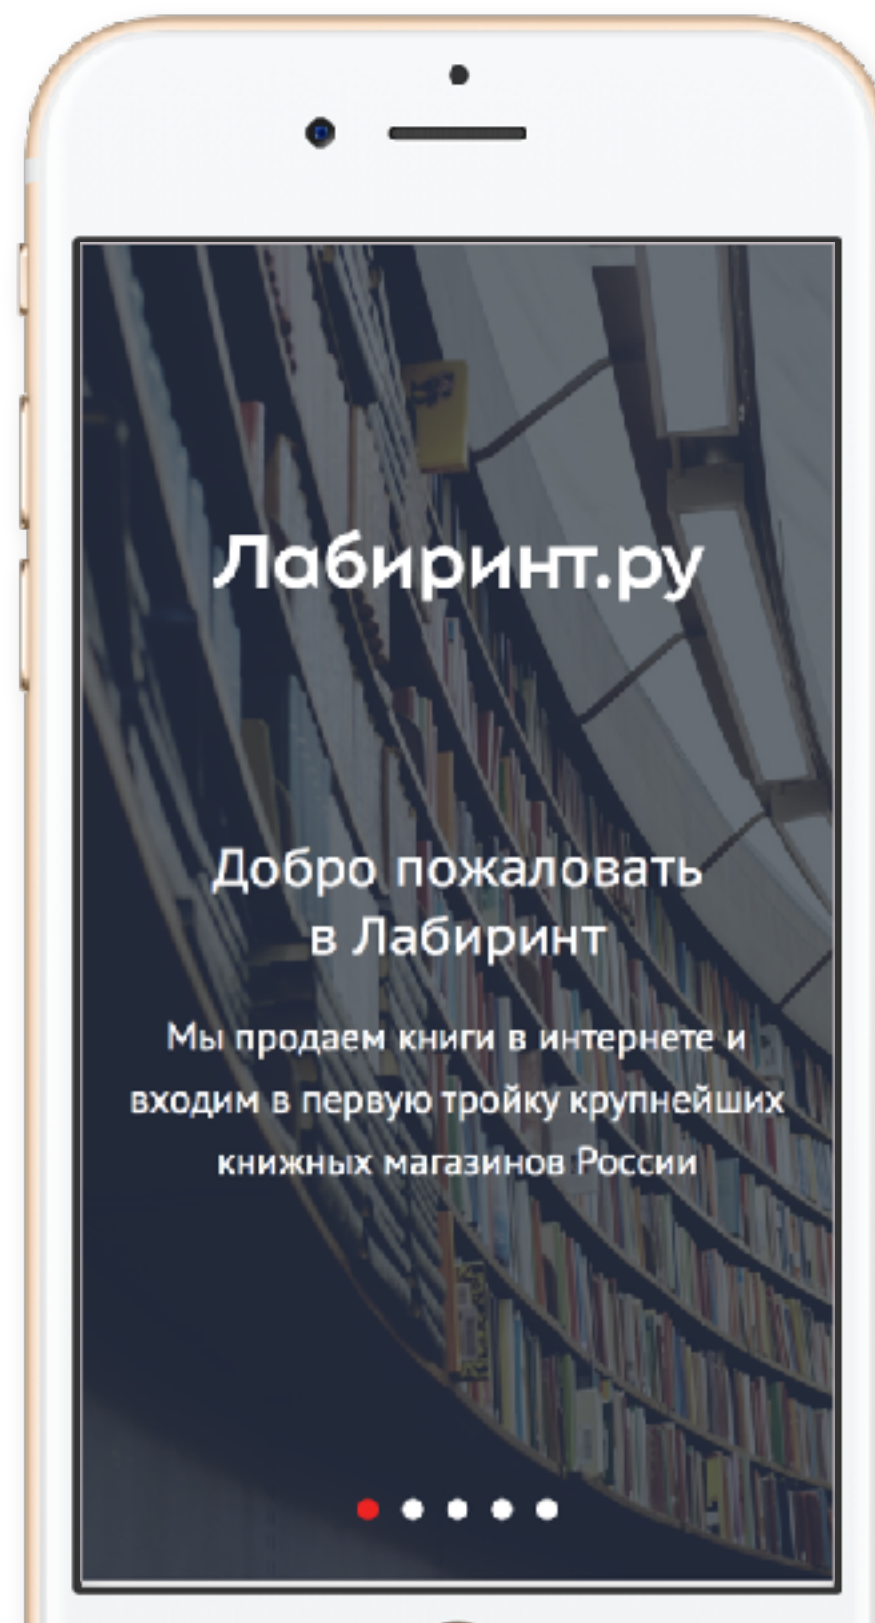 Лабиринт.ру
Добро пожаловать
в Лабиринт
Мы продаем книги в интернете и
входим в первую тройку крупнейших
книжных магазинов России